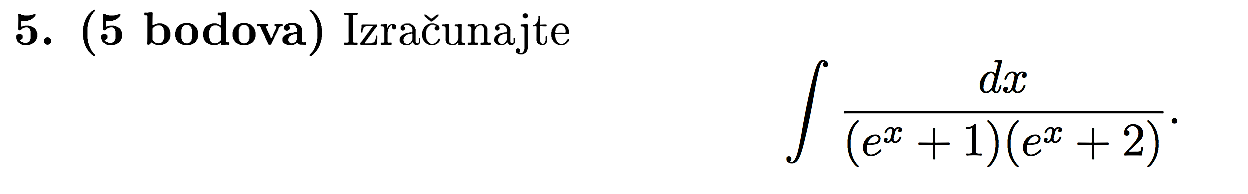 5. (5 bodova) Izračunajte
∫ dx / (e^x + 1)(e^x + 2) .